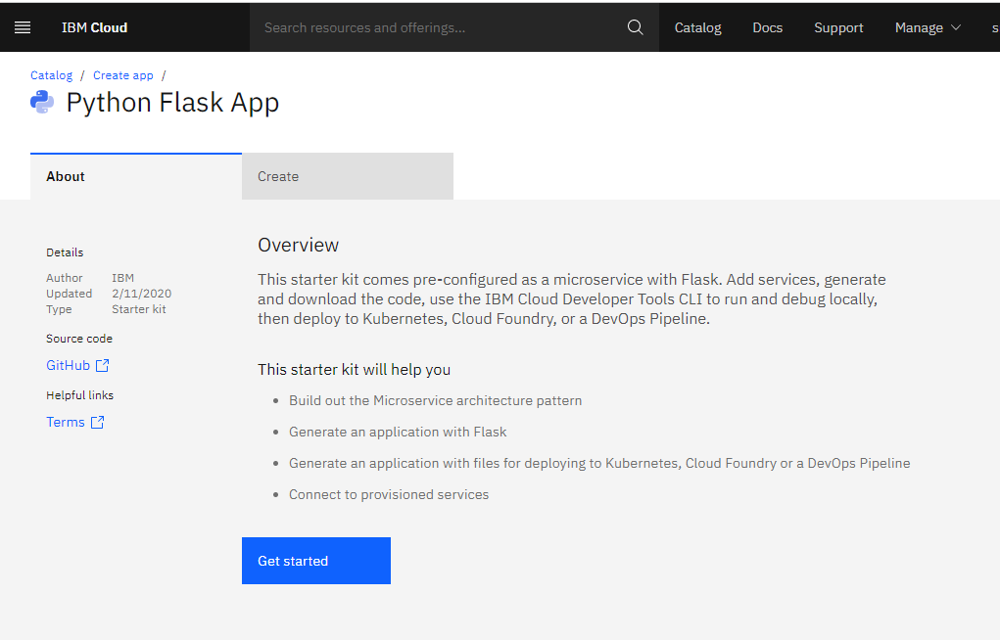 IBM Cloud Search resources and offerings... Catalog Docs Support Manage s
Catalog / Create app /
Python Flask App
About Create
Details
Author IBM
Updated 2/11/2020
Type Starter kit
Source code
GitHub
Helpful links
Terms
Overview
This starter kit comes pre-configured as a microservice with Flask. Add services, generate
and download the code, use the IBM Cloud Developer Tools CLI to run and debug locally,
then deploy to Kubernetes, Cloud Foundry, or a DevOps Pipeline.
This starter kit will help you
• Build out the Microservice architecture pattern
• Generate an application with Flask
• Generate an application with files for deploying to Kubernetes, Cloud Foundry or a DevOps Pipeline
• Connect to provisioned services
Get started